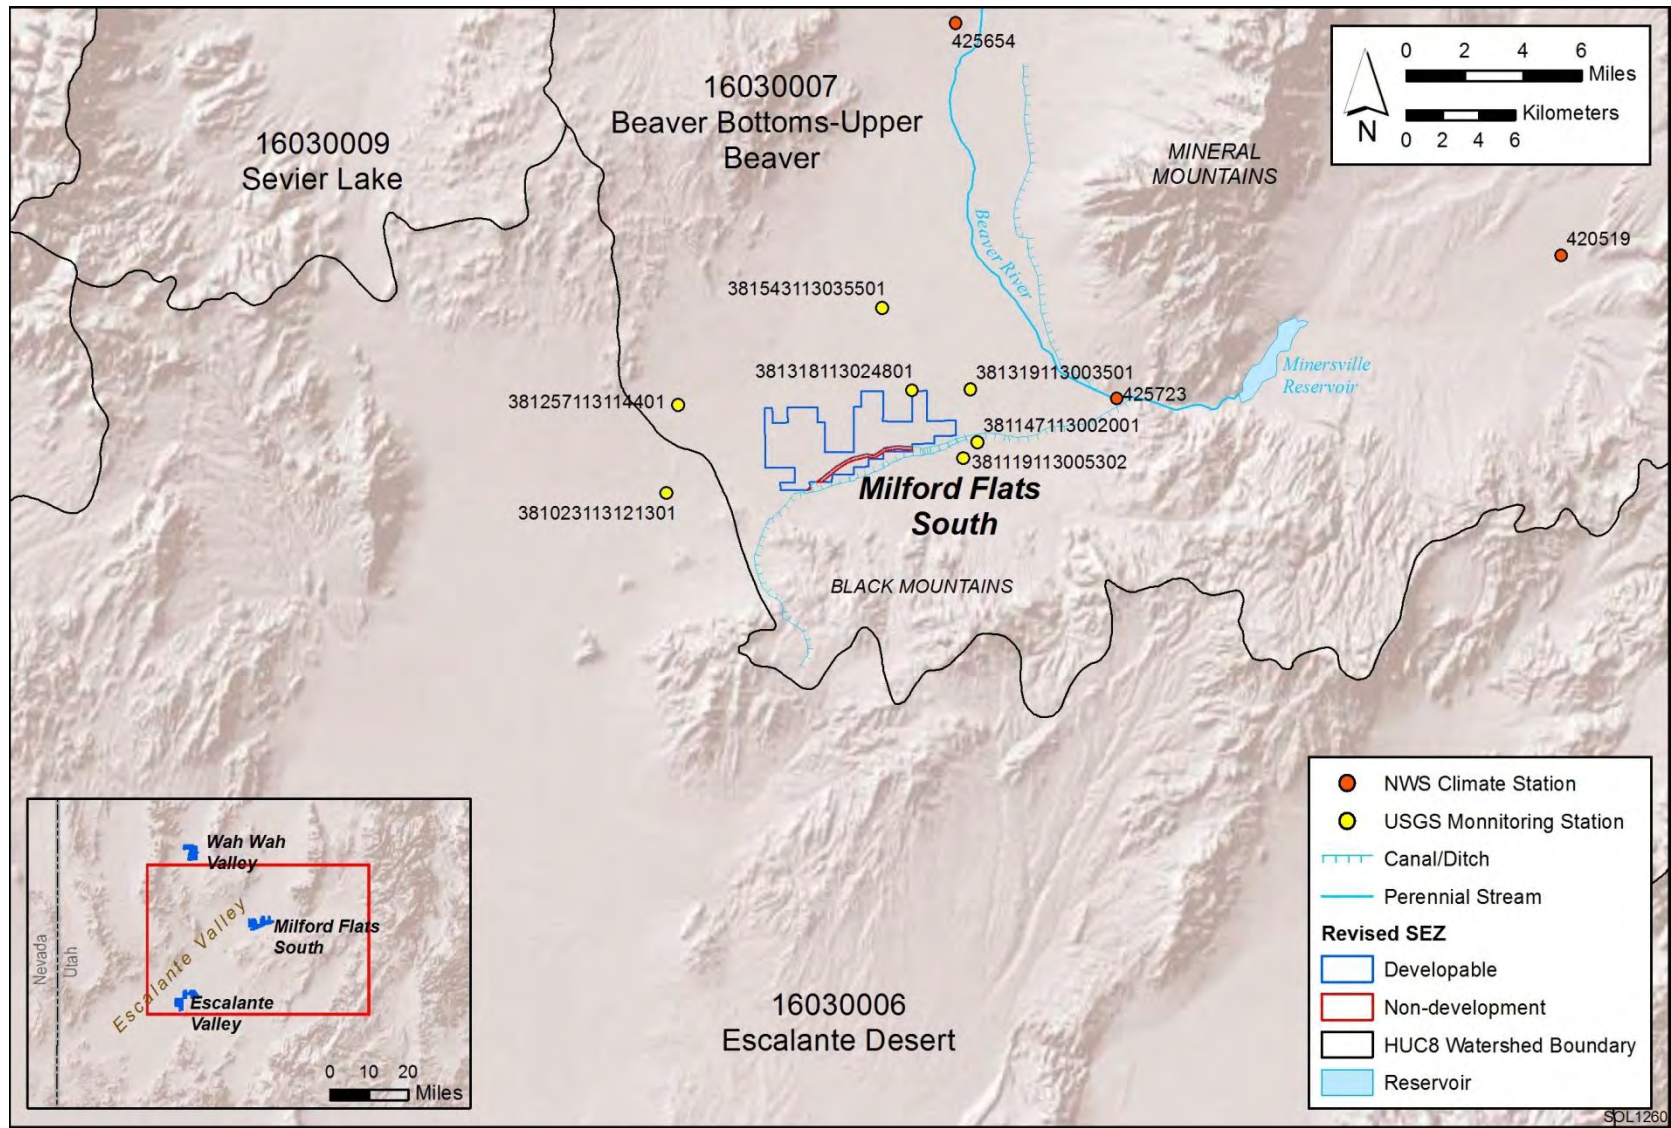 425654
0 2 4 6
Miles
Kilometers
0 2 4 6
N
16030007
Beaver Bottoms-Upper
Beaver
16030009
Sevier Lake
MINERAL
MOUNTAINS
Beaver River
420519
381543113035501
381318113024801
381319113003501
Minersville
Reservoir
425723
381257113114401
381147113002001
381119113005302
Milford Flats
South
381023113121301
BLACK MOUNTAINS
16030006
Escalante Desert
NWS Climate Station
USGS Monnitoring Station
Canal/Ditch
Perennial Stream
Revised SEZ
Developable
Non-development
HUC8 Watershed Boundary
Reservoir
Wah Wah
Valley
Escalante Valley
Milford Flats
South
Nevada
Utah
Escalante
Valley
0 10 20
Miles
SOL1260